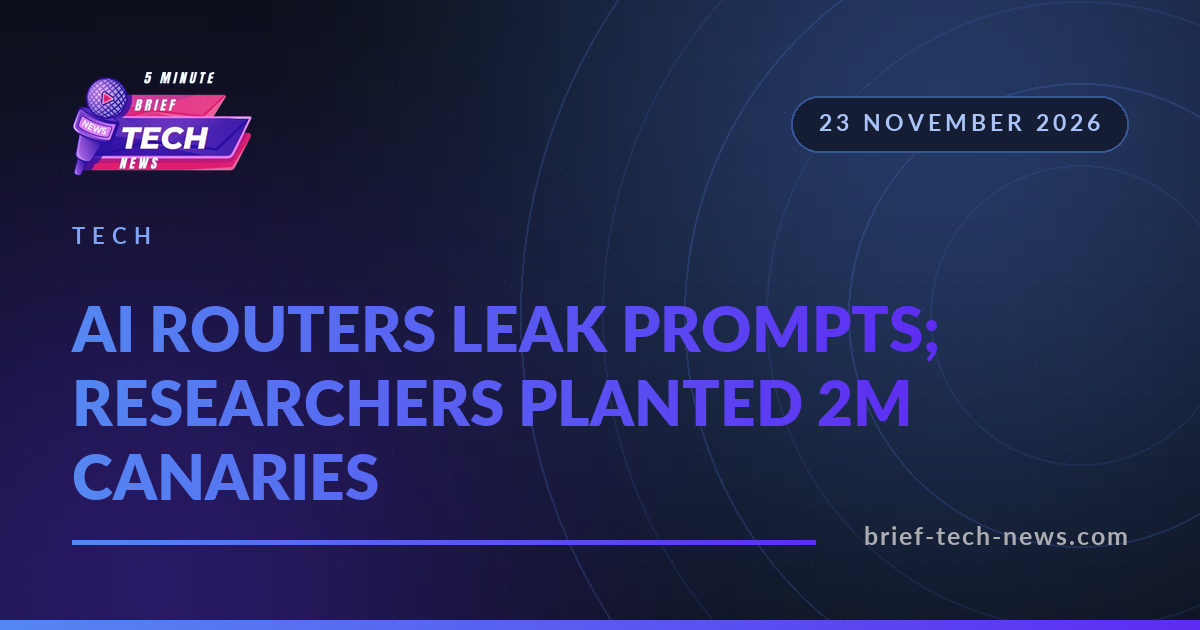 5 MINUTE
BRIEF
NEWS
TECH
NEWS
23 NOVEMBER 2026
TECH
AI ROUTERS LEAK PROMPTS;
RESEARCHERS PLANTED 2M
CANARIES
brief-tech-news.com